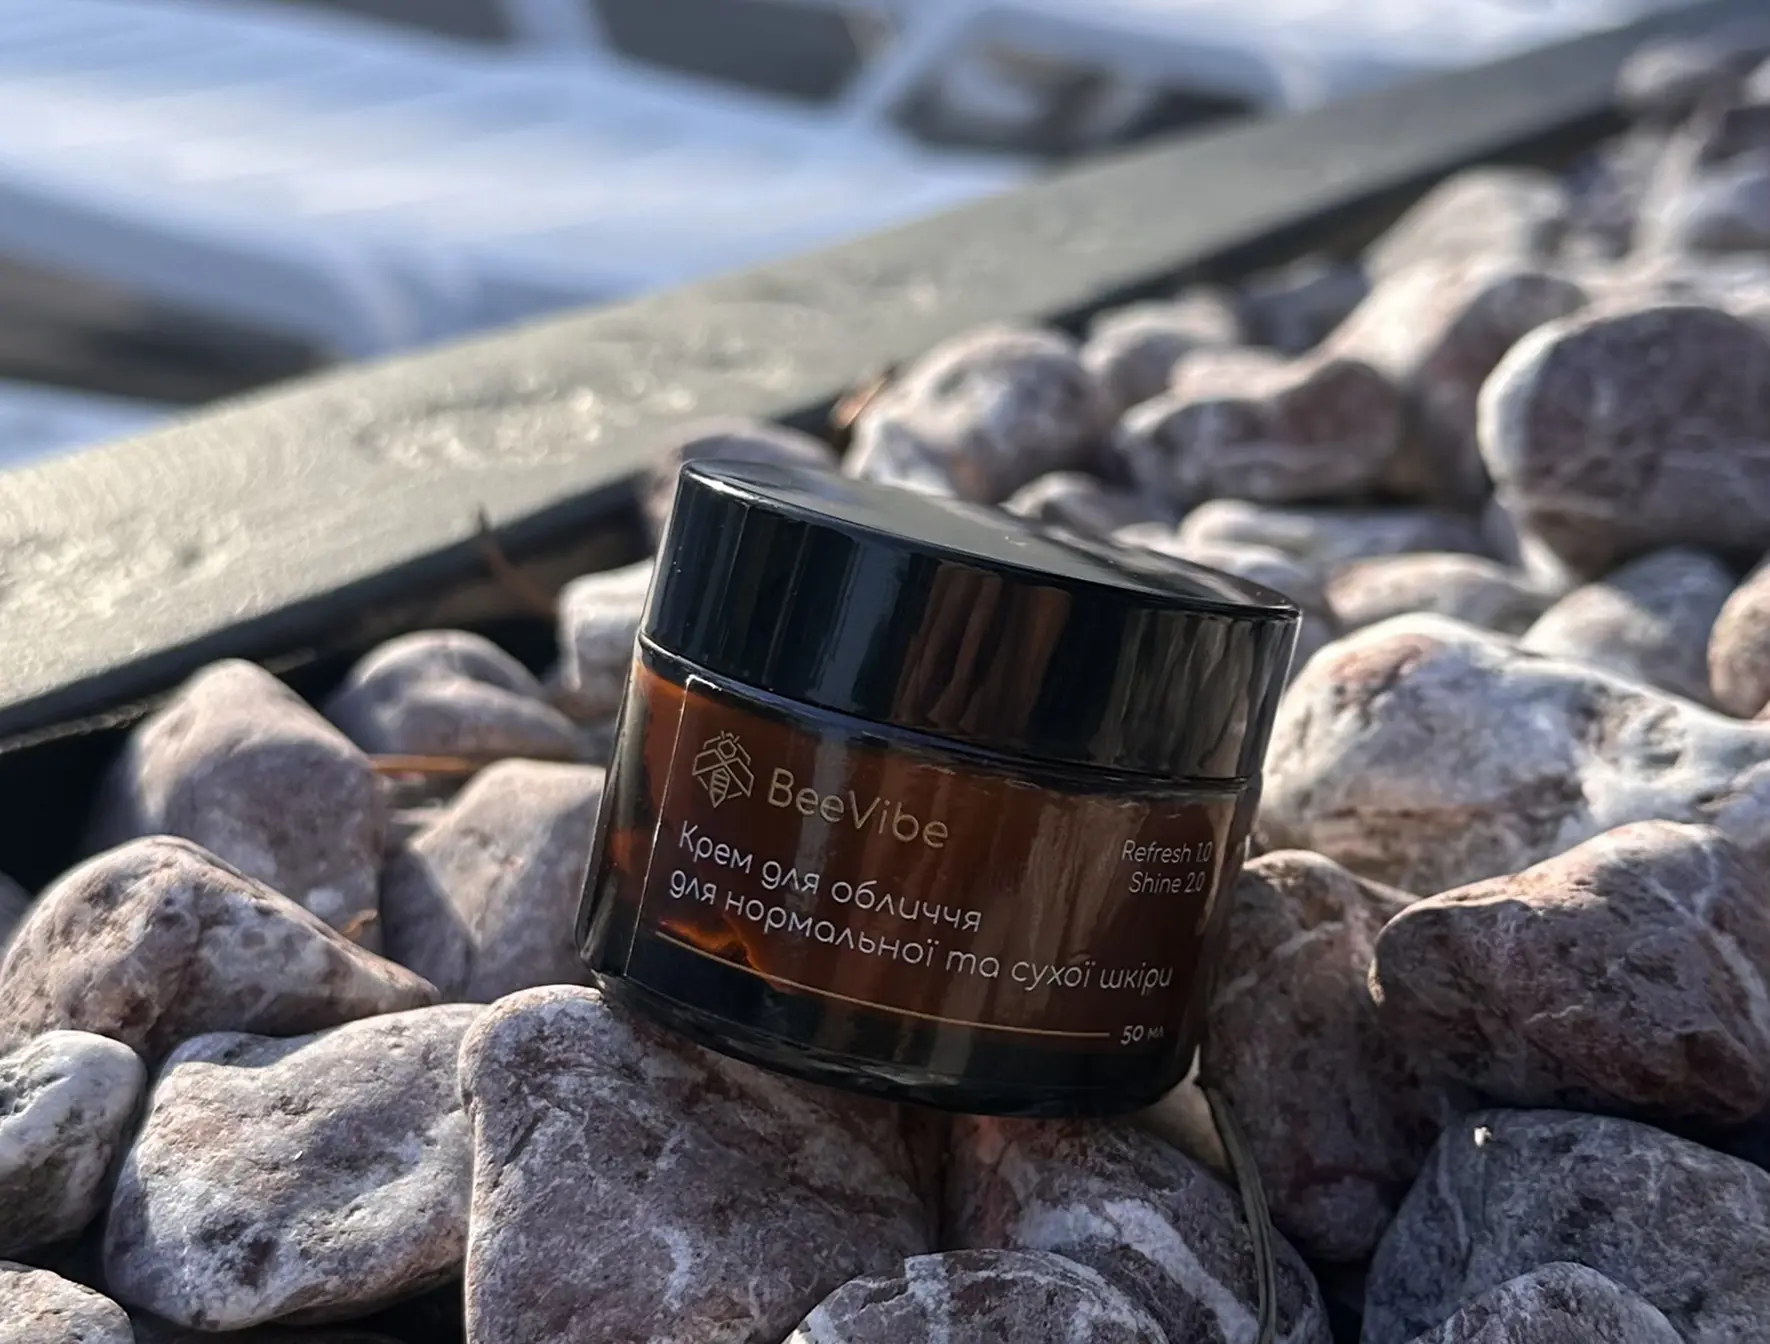 BeeVibe
Refresh 1.0
Shine 2.0
Крем для обличчя
для нормальної та сухої шкіри
50 мл